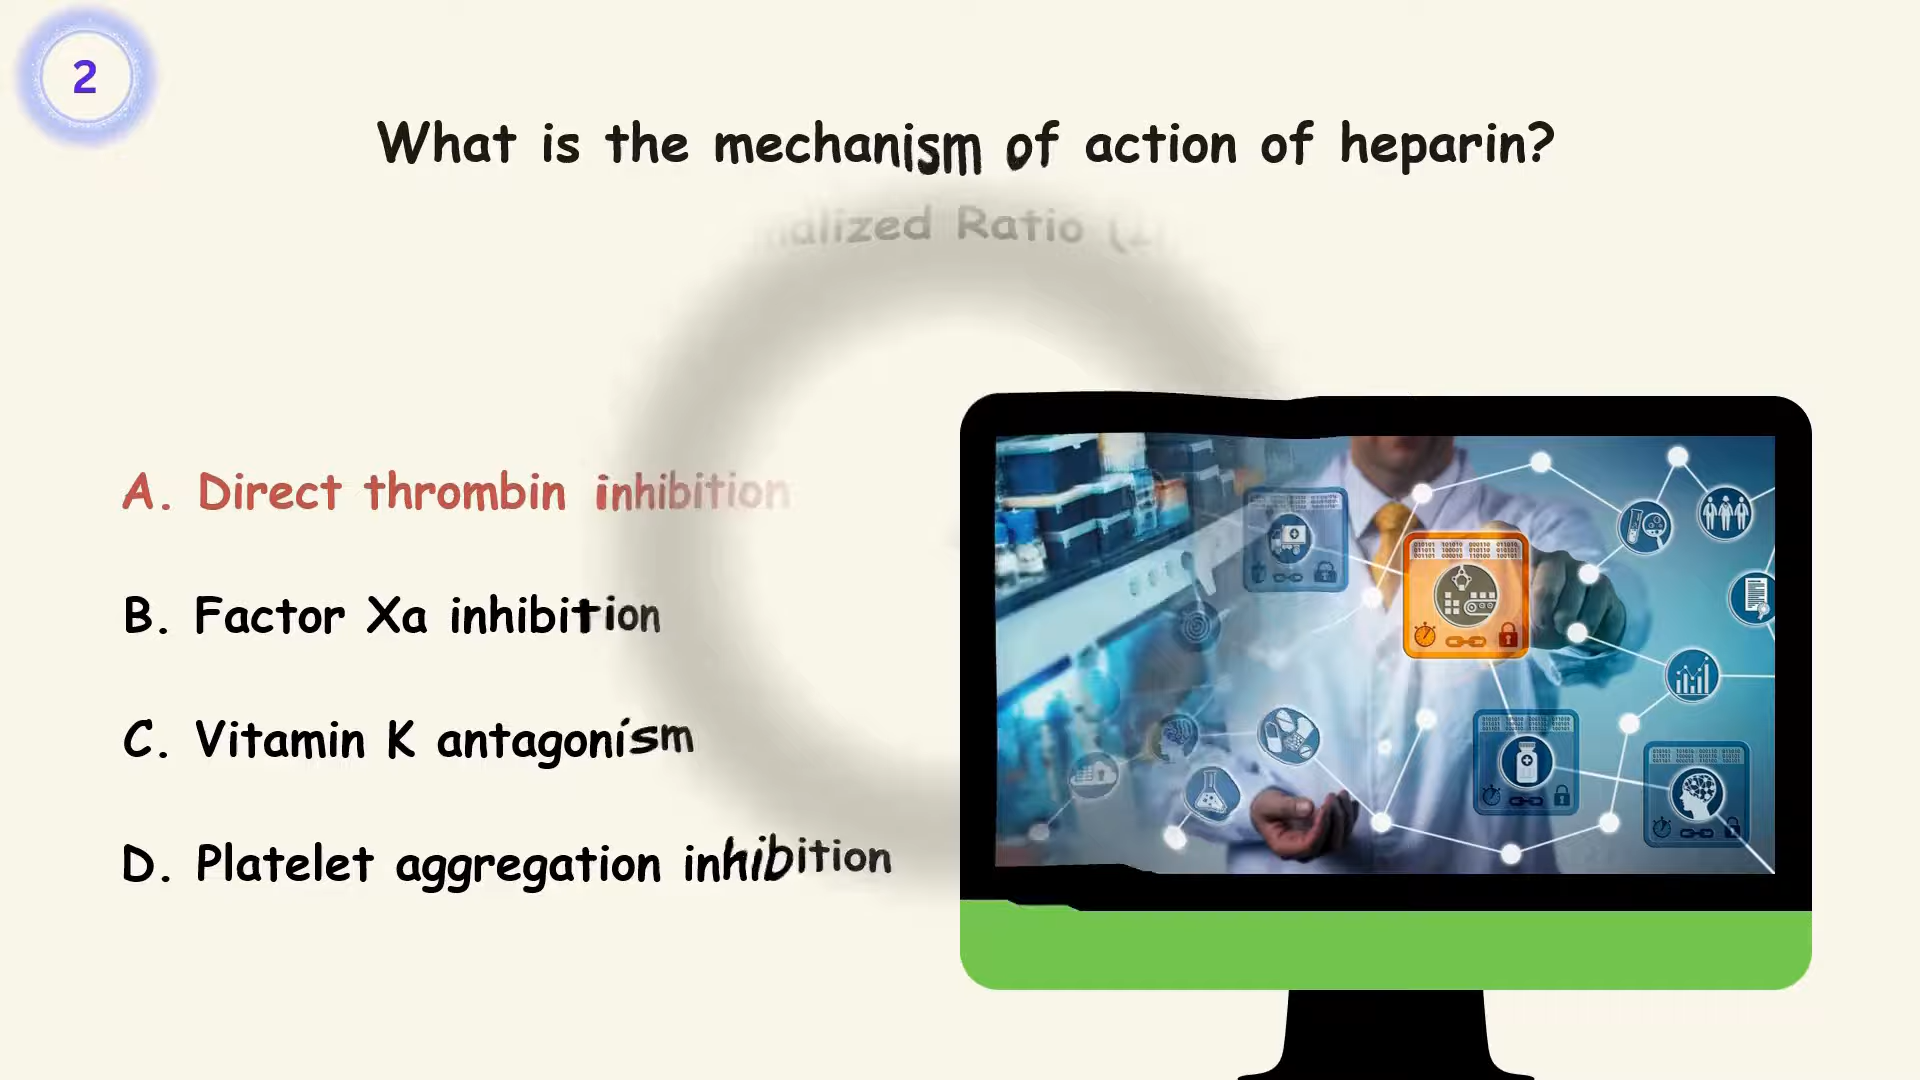 2
What is the mechanism of action of heparin?
Ratio
A. Direct thrombin inhibition
B. Factor Xa inhibition
C. Vitamin K antagonism
D. Platelet aggregation inhibition